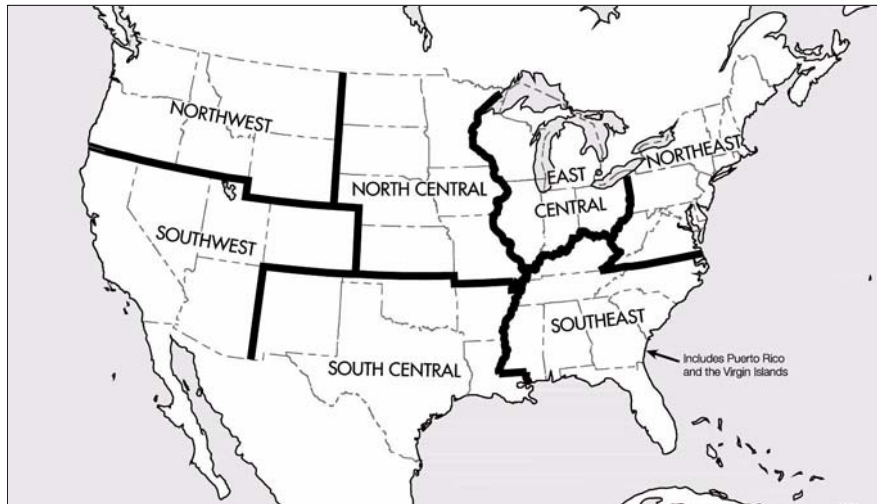 NORTHWEST
NORTHEAST
EAST
CENTRAL
NORTH CENTRAL
SOUTHWEST
SOUTHEAST
Includes Puerto Rico
and the Virgin Islands
SOUTH CENTRAL